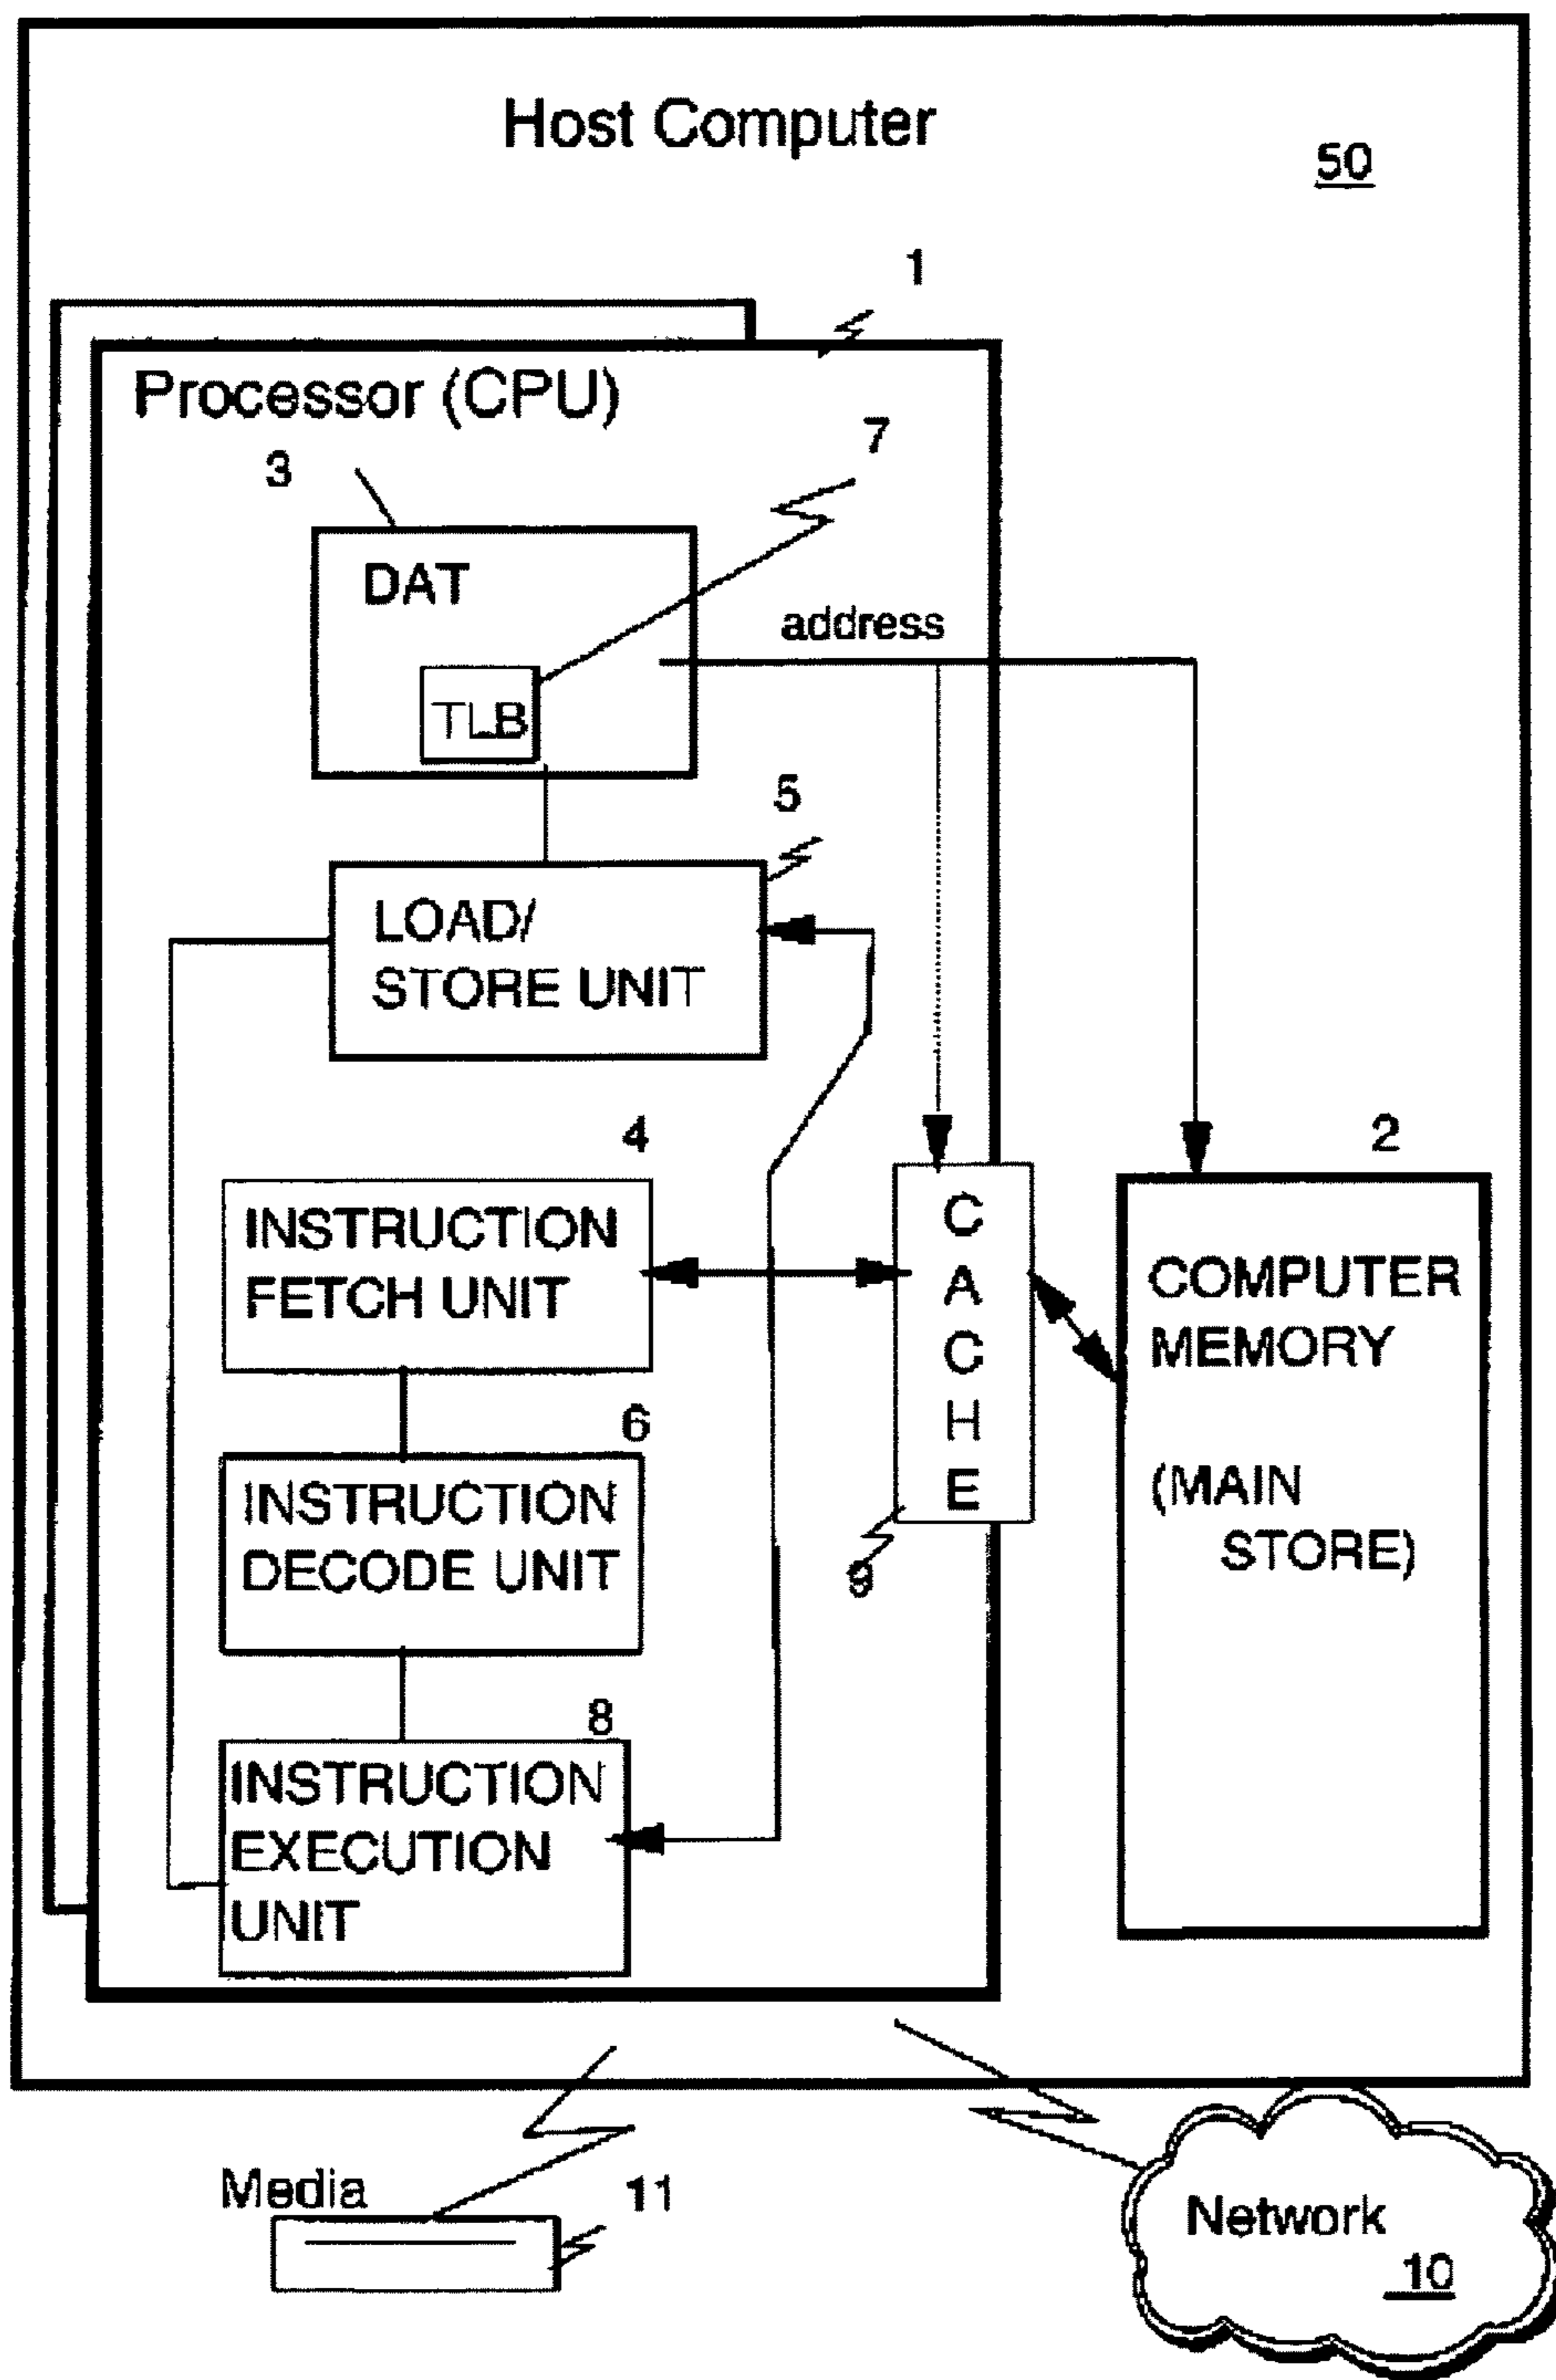 Host Computer
50
1
Processor (CPU)
3
7
DAT
address
TLB
5
LOAD/
STORE UNIT
4
2
INSTRUCTION
FETCH UNIT
CACHE
COMPUTER
MEMORY
(MAIN
STORE)
6
INSTRUCTION
DECODE UNIT
9
8
INSTRUCTION
EXECUTION
UNIT
Media
11
Network
10